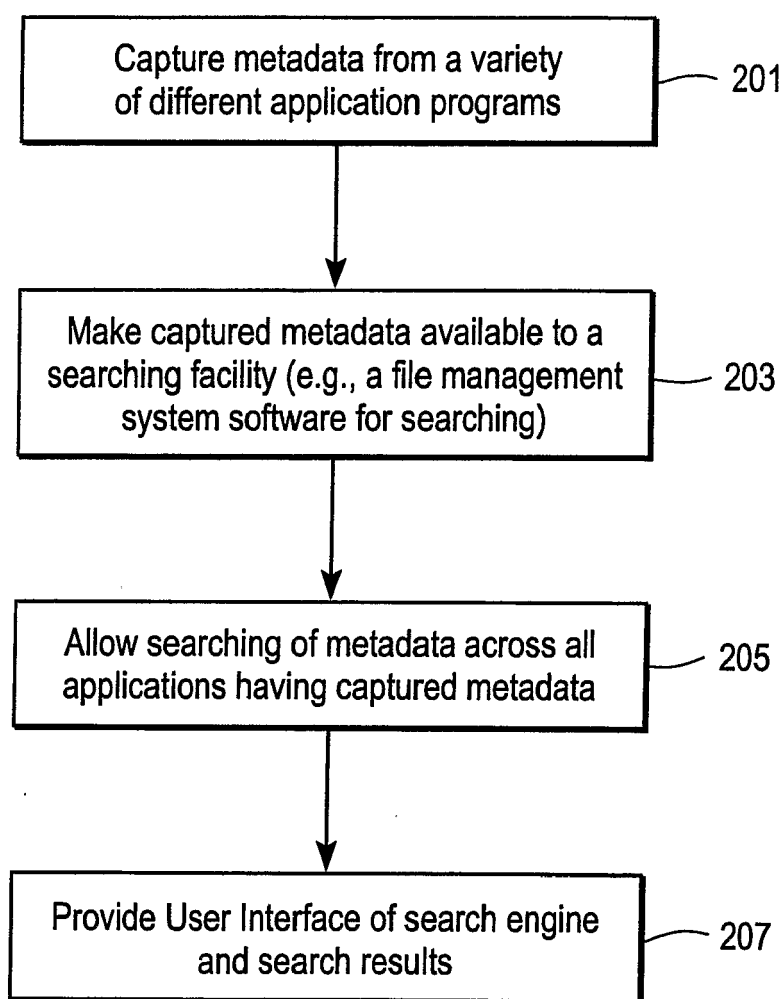 Capture metadata from a variety
of different application programs
201
Make captured metadata available to a
searching facility (e.g., a file management
system software for searching)
203
Allow searching of metadata across all
applications having captured metadata
205
Provide User Interface of search engine
and search results
207